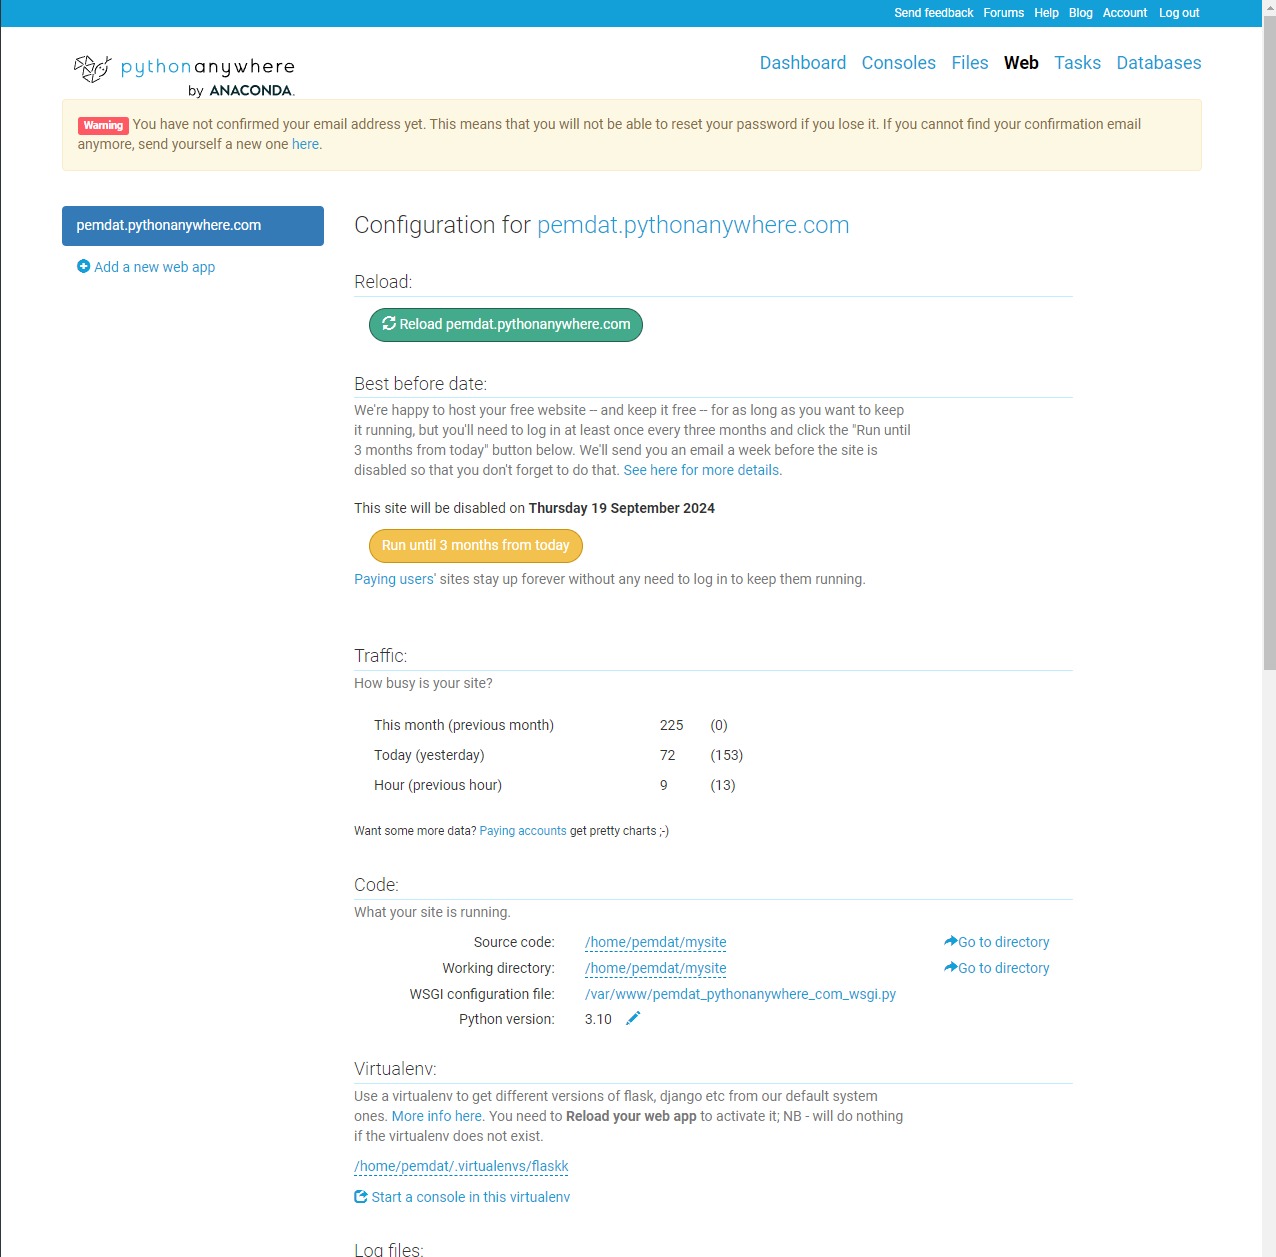 Send feedback Forums Help Blog Account Log out
pythonanywhere
by ANACONDA.
Dashboard Consoles Files Web Tasks Databases
Warning You have not confirmed your email address yet. This means that you will not be able to reset your password if you lose it. If you cannot find your confirmation email
anymore, send yourself a new one here.
pemdat.pythonanywhere.com
Add a new web app
Configuration for pemdat.pythonanywhere.com
Reload:
Reload pemdat.pythonanywhere.com
Best before date:
We're happy to host your free website -- and keep it free -- for as long as you want to keep
it running, but you'll need to log in at least once every three months and click the "Run until
3 months from today" button below. We'll send you an email a week before the site is
disabled so that you don't forget to do that. See here for more details.
This site will be disabled on Thursday 19 September 2024
Run until 3 months from today
Paying users' sites stay up forever without any need to log in to keep them running.
Traffic:
How busy is your site?
This month (previous month) 225 (0)
Today (yesterday) 72 (153)
Hour (previous hour) 9 (13)
Want some more data? Paying accounts get pretty charts ;-)
Code:
What your site is running.
Source code: /home/pemdat/mysite Go to directory
Working directory: /home/pemdat/mysite Go to directory
WSGI configuration file: /var/www/pemdat_pythonanywhere_com_wsgi.py
Python version: 3.10
Virtualenv:
Use a virtualenv to get different versions of flask, django etc from our default system
ones. More info here. You need to Reload your web app to activate it; NB - will do nothing
if the virtualenv does not exist.
/home/pemdat/.virtualenvs/flaskk
Start a console in this virtualenv
Log files: